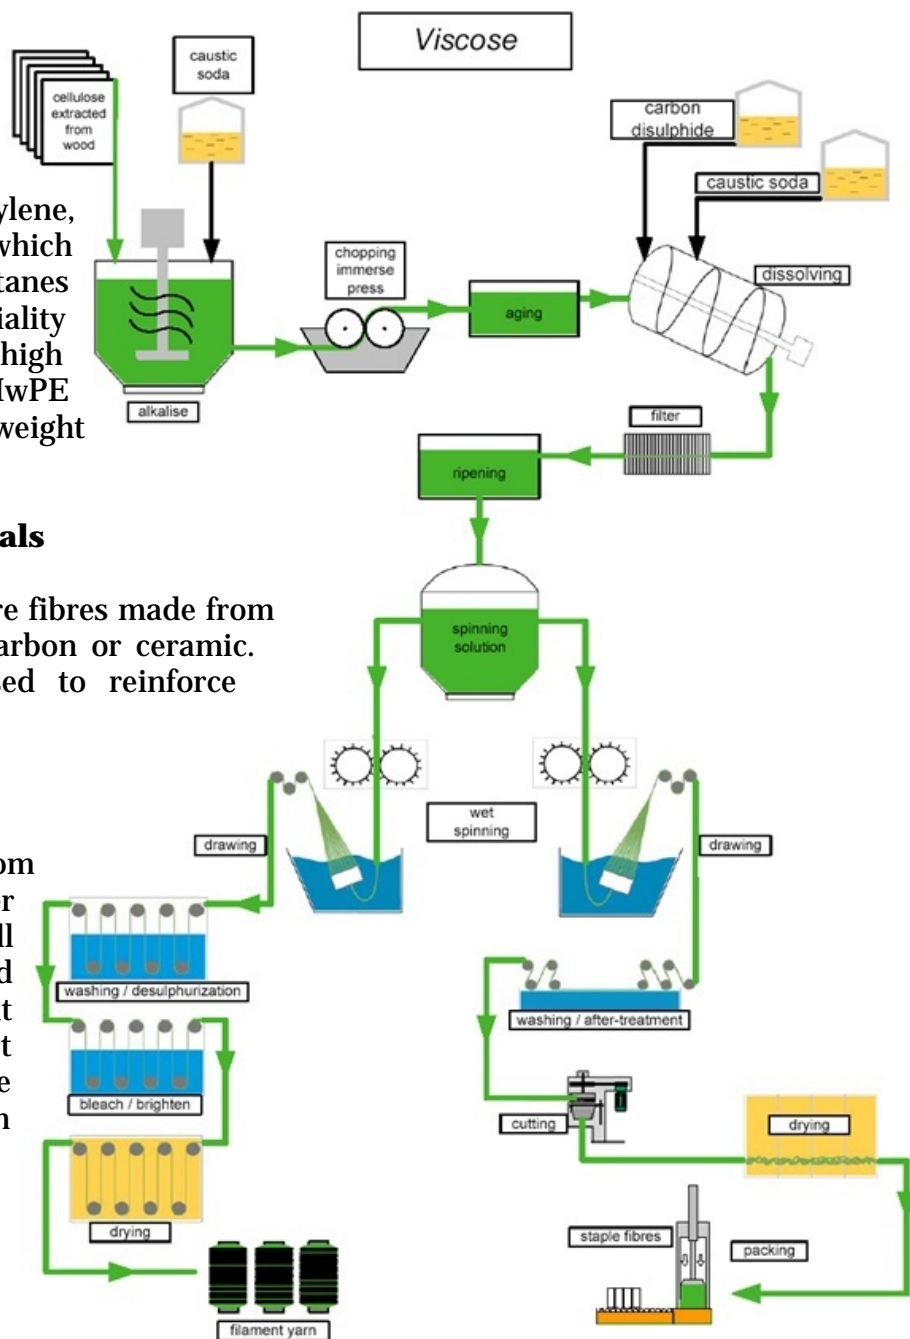 Viscose
cellulose
extracted
from
wood
caustic
soda
carbon
disulphide
caustic soda
ylene,
which
tanes
iality
high
IwPE
weight
chopping
immerse
press
aging
dissolving
alkalise
filter
ripening
als
re fibres made from
arbon or ceramic.
sed to reinforce
spinning
solution
wet
spinning
drawing
drawing
om
er
ll
d
t
t
e
n
washing / desulphurization
washing / after-treatment
bleach / brighten
cutting
drying
drying
staple fibres
packing
filament yarn